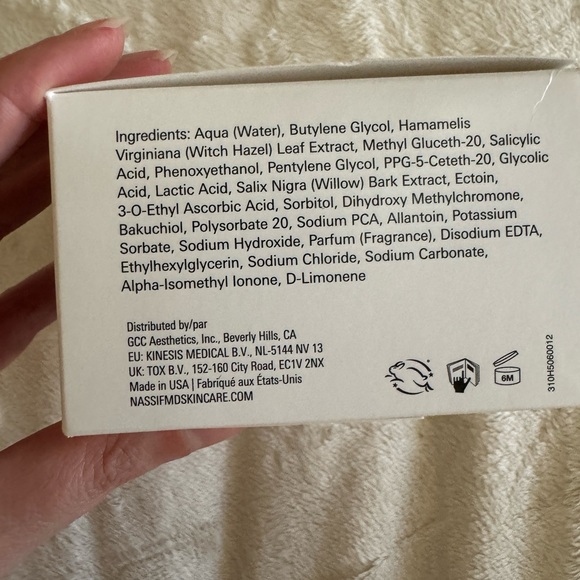 Ingredients: Aqua (Water), Butylene Glycol, Hamamelis
Virginiana (Witch Hazel) Leaf Extract, Methyl Gluceth-20, Salicylic
Acid, Phenoxyethanol, Pentylene Glycol, PPG-5-Ceteth-20, Glycolic
Acid, Lactic Acid, Salix Nigra (Willow) Bark Extract, Ectoin,
3-O-Ethyl Ascorbic Acid, Sorbitol, Dihydroxy Methylchromone,
Bakuchiol, Polysorbate 20, Sodium PCA, Allantoin, Potassium
Sorbate, Sodium Hydroxide, Parfum (Fragrance), Disodium EDTA,
Ethylhexylglycerin, Sodium Chloride, Sodium Carbonate,
Alpha-Isomethyl Ionone, D-Limonene
Distributed by/par
GCC Aesthetics, Inc., Beverly Hills, CA
EU: KINESIS MEDICAL B.V., NL-5144 NV 13
UK: TOX B.V., 152-160 City Road, EC1V 2NX
Made in USA | Fabriqué aux États-Unis
NASSIFMDSKINCARE.COM
6M
310H5060012